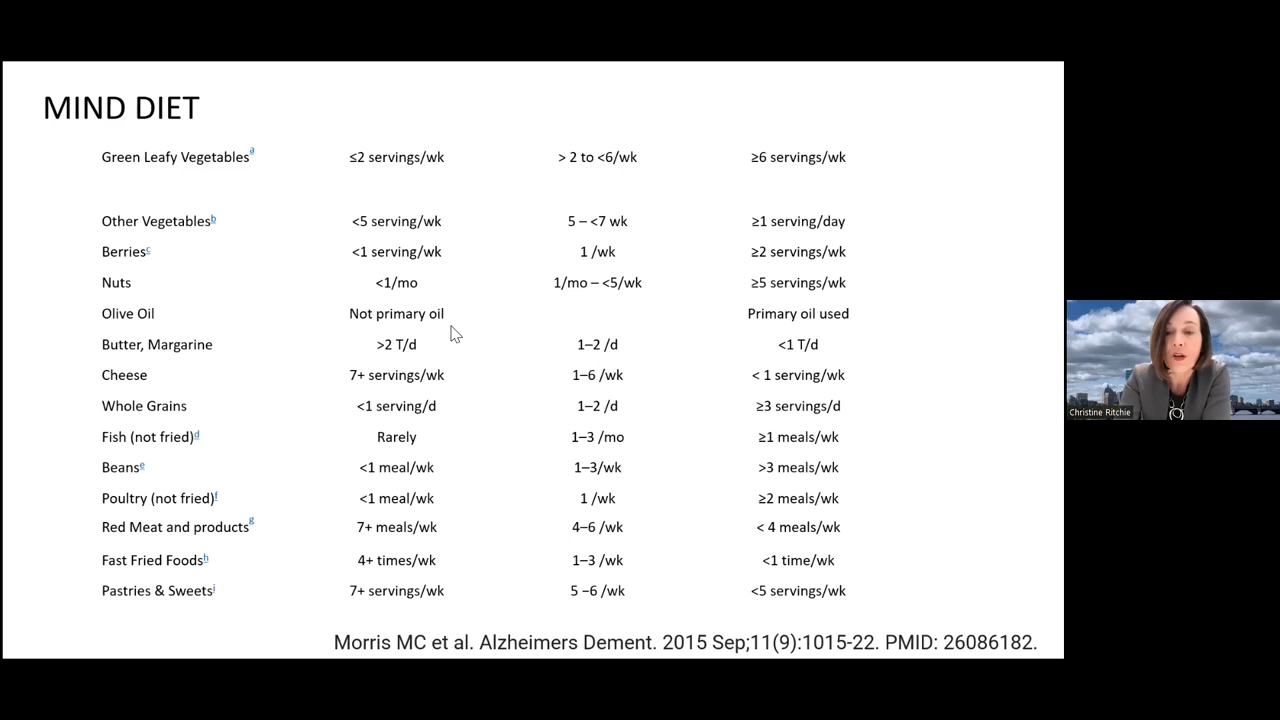 MIND DIET
Green Leafy Vegetables^a ≤2 servings/wk > 2 to <6/wk ≥6 servings/wk
Other Vegetables^b <5 serving/wk 5 – <7 wk ≥1 serving/day
Berries^c <1 serving/wk 1 /wk ≥2 servings/wk
Nuts <1/mo 1/mo – <5/wk ≥5 servings/wk
Olive Oil Not primary oil Primary oil used
Butter, Margarine >2 T/d 1–2 /d <1 T/d
Cheese 7+ servings/wk 1–6 /wk < 1 serving/wk
Whole Grains <1 serving/d 1–2 /d ≥3 servings/d
Fish (not fried)^d Rarely 1–3 /mo ≥1 meals/wk
Beans^e <1 meal/wk 1–3/wk >3 meals/wk
Poultry (not fried)^f <1 meal/wk 1 /wk ≥2 meals/wk
Red Meat and products^g 7+ meals/wk 4–6 /wk < 4 meals/wk
Fast Fried Foods^h 4+ times/wk 1–3 /wk <1 time/wk
Pastries & Sweets^i 7+ servings/wk 5 −6 /wk <5 servings/wk
Morris MC et al. Alzheimers Dement. 2015 Sep;11(9):1015-22. PMID: 26086182.
Christine Ritchie